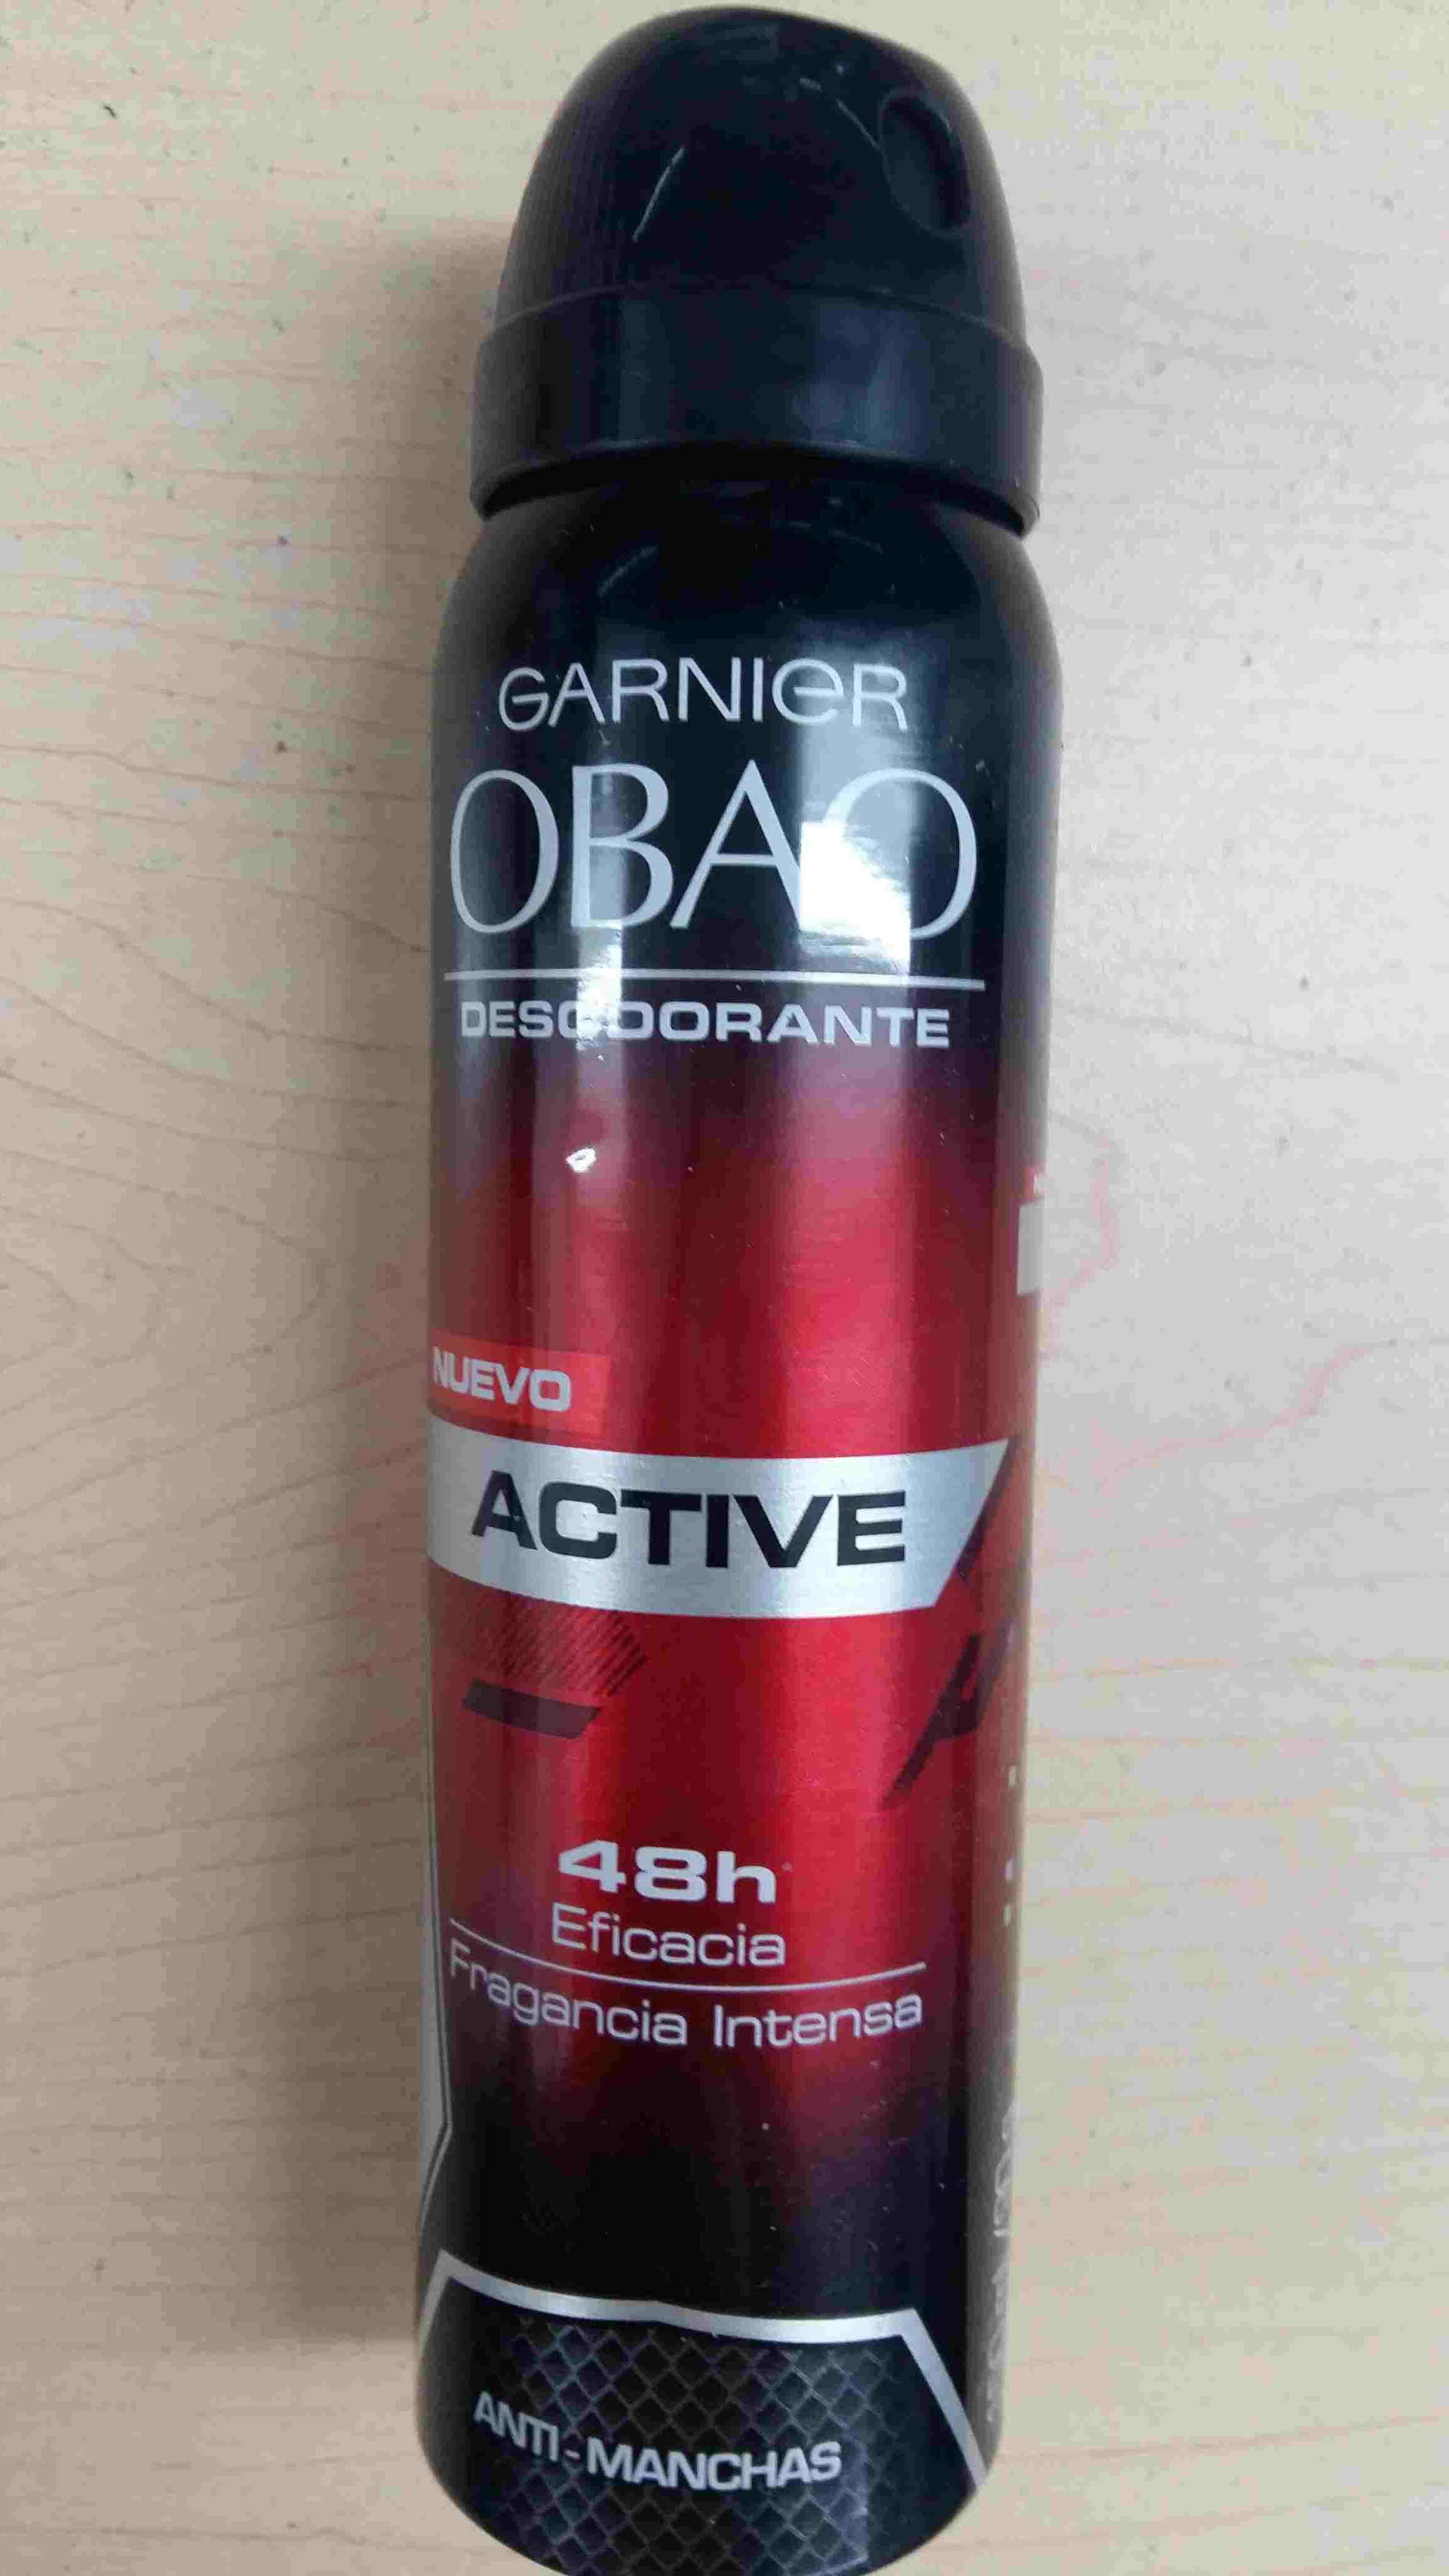 GARNIER
OBAO
DESODORANTE
NUEVO
ACTIVE
48h
Eficacia
Fragancia Intensa
ANTI-MANCHAS